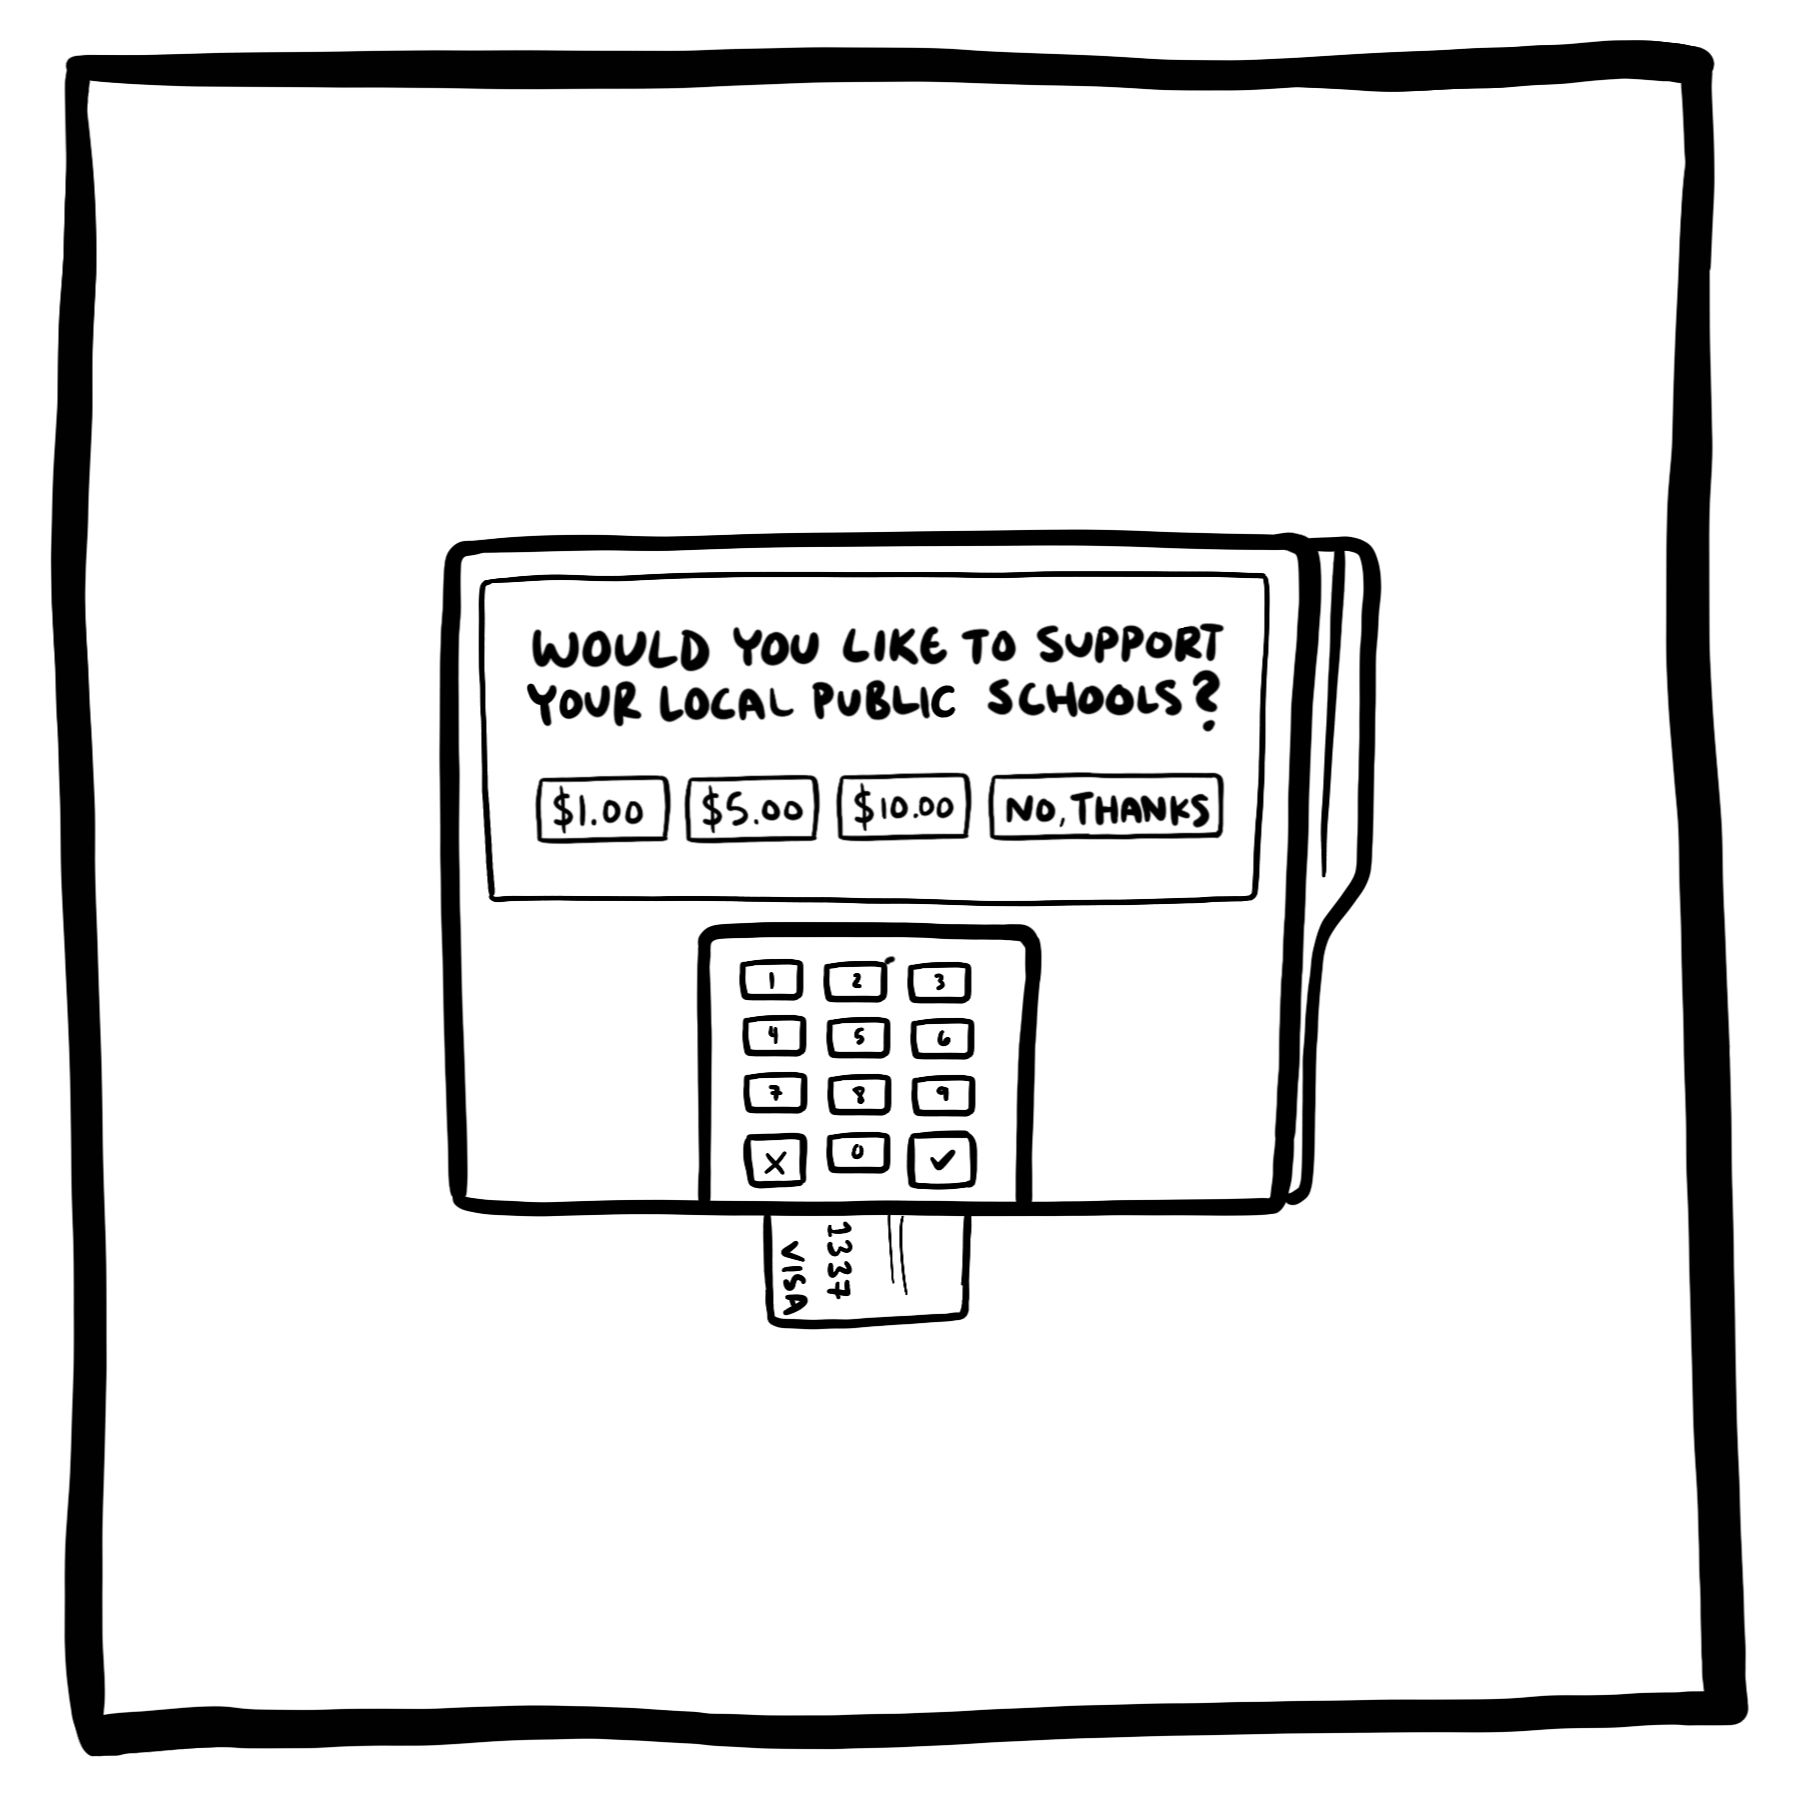 WOULD YOU LIKE TO SUPPORT
YOUR LOCAL PUBLIC SCHOOLS?
$1.00 $5.00 $10.00 NO, THANKS
1 2 3
4 5 6
7 8 9
X 0 ✓
1337
VISA